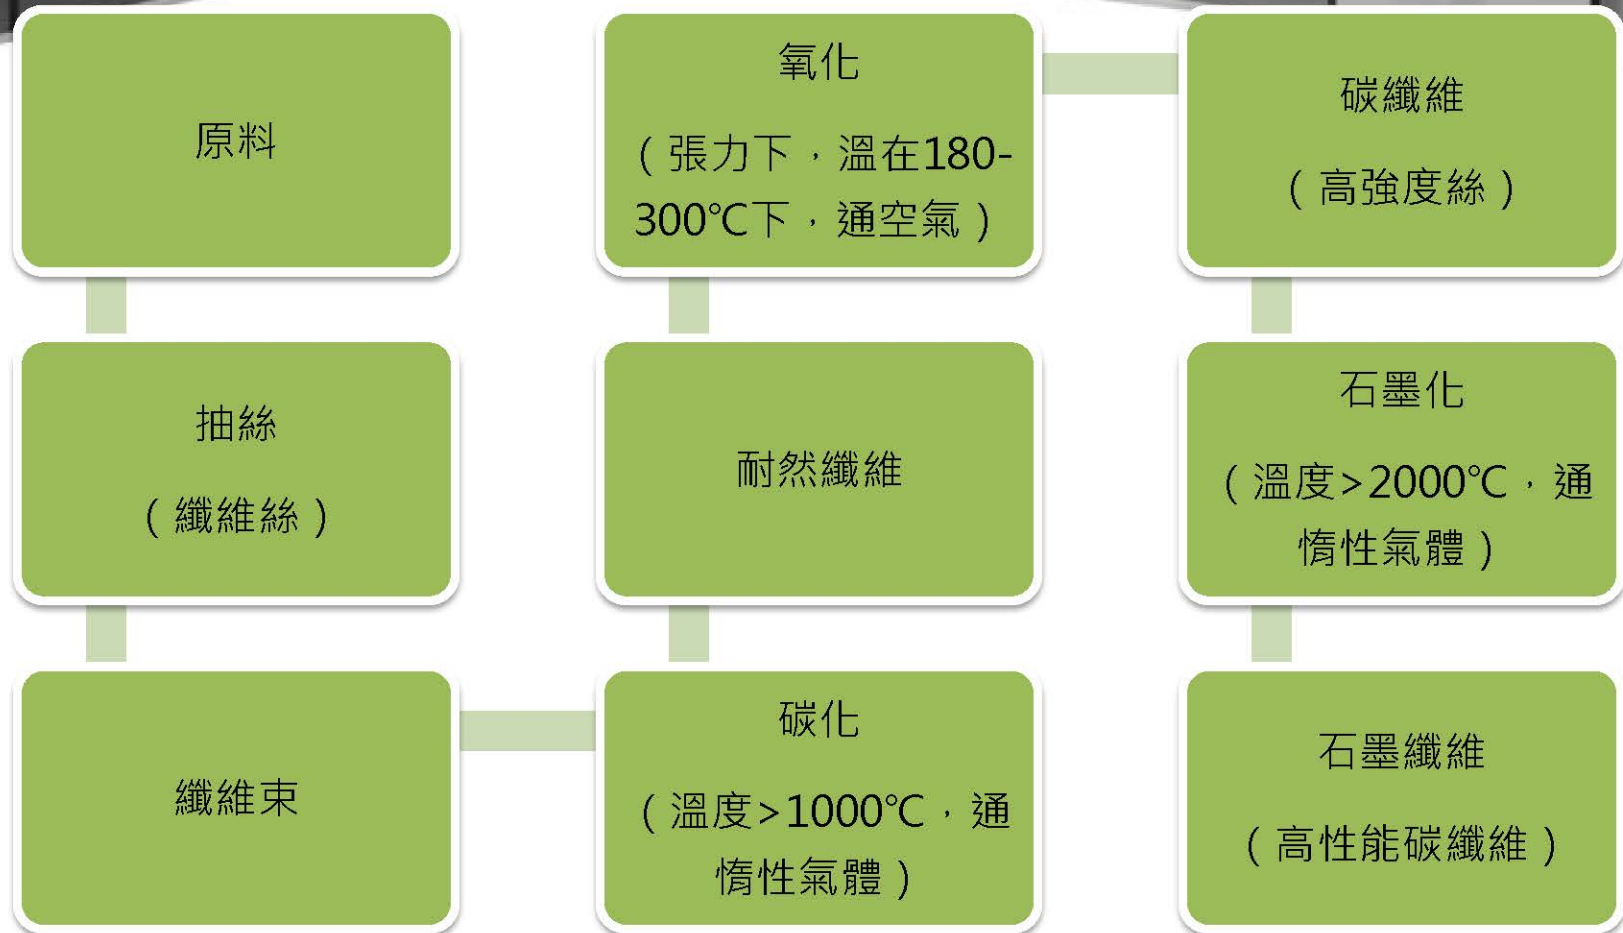 原料
抽絲
（纖維絲）
纖維束
碳化
（溫度>1000℃，通
惰性氣體）
耐然纖維
氧化
（張力下，溫在180-
300℃下，通空氣）
碳纖維
（高強度絲）
石墨化
（溫度>2000℃，通
惰性氣體）
石墨纖維
（高性能碳纖維）